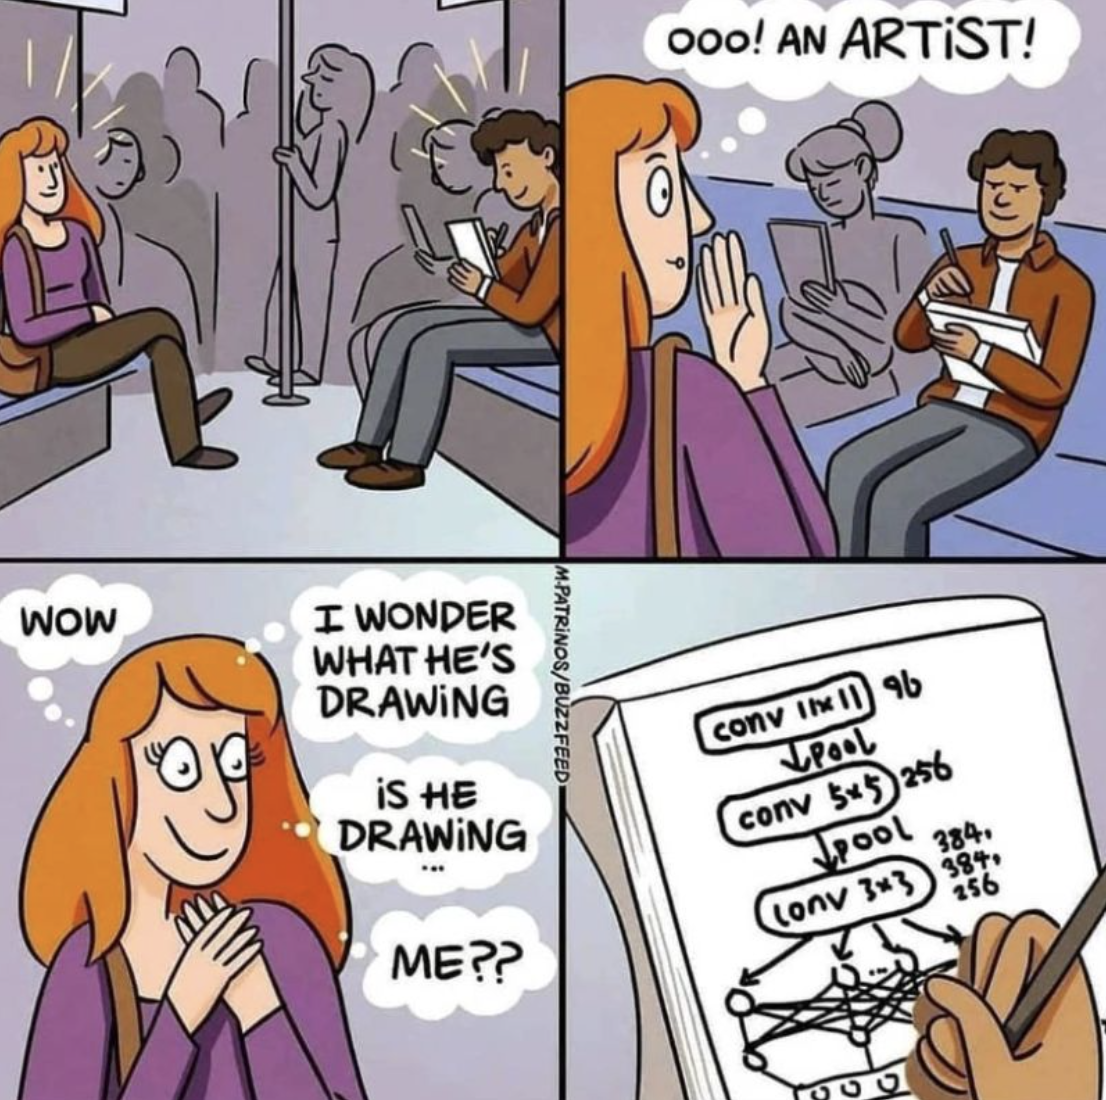 OOO! AN ARTiST!
WOW
I WONDER
WHAT HE'S
DRAWiNG
iS HE
DRAWiNG
...
ME??
M.PATRiNOS/BUZZFEED
conv 11x11 96
Pool
conv 5x5 256
pool
conv 3x3 384,
384,
256
...